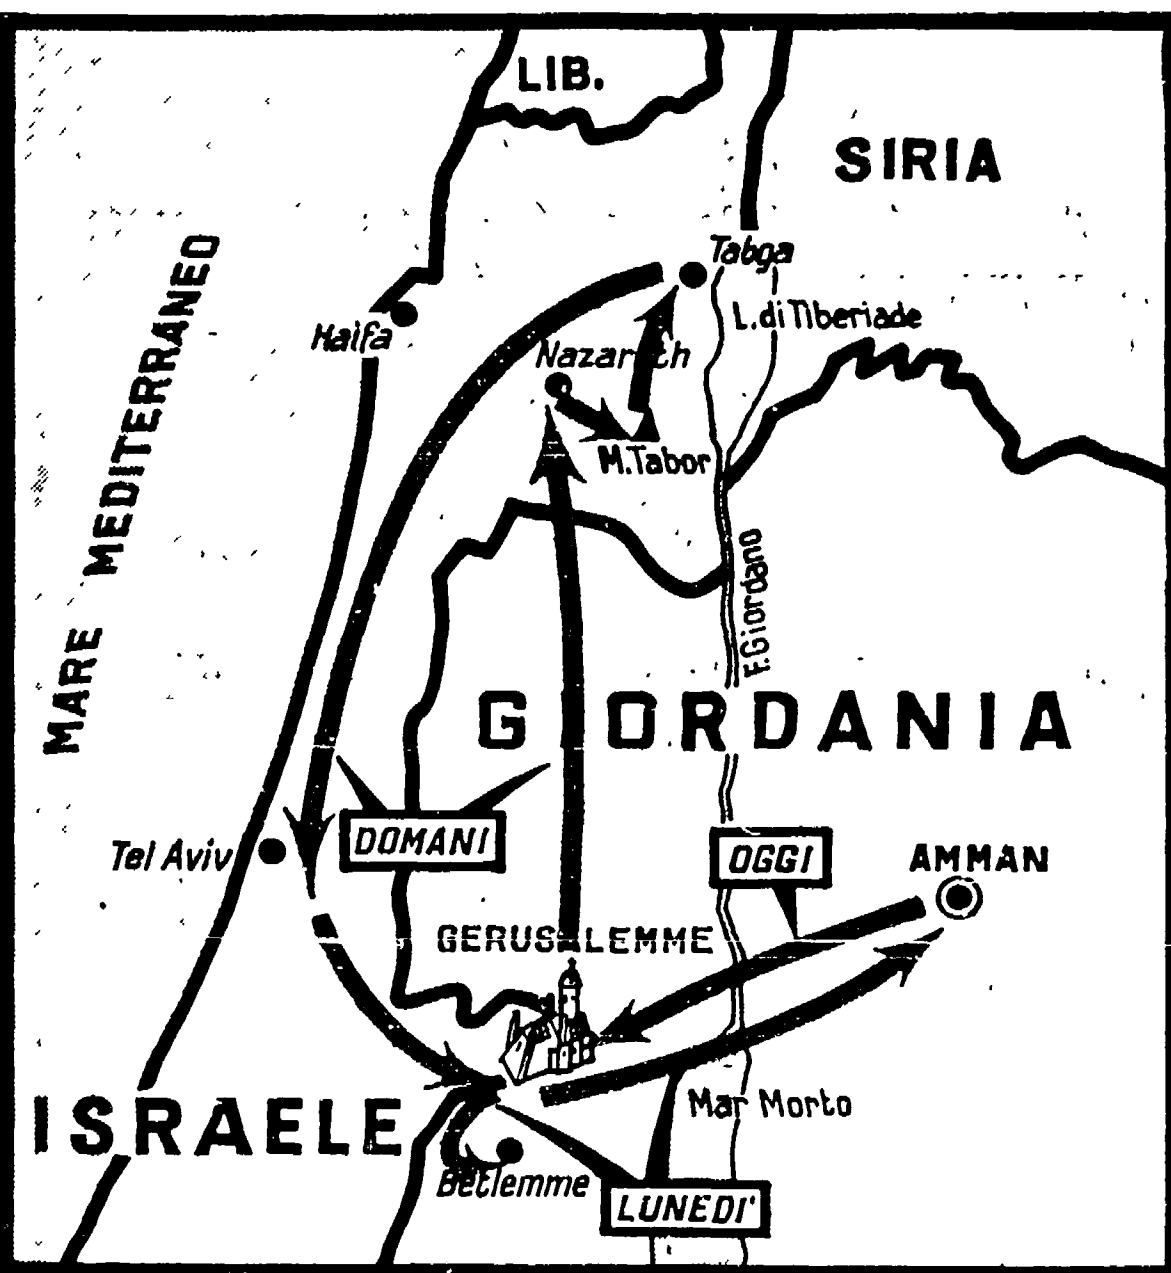 LIB.
SIRIA
MARE MEDITERRANEO
Tabga
L. di Tiberiade
Haifa
Nazareth
M. Tabor
F. Giordano
GIORDANIA
DOMANI
Tel Aviv
OGGI
AMMAN
GERUSALEMME
ISRAELE
Mar Morto
Betlemme
LUNEDI'